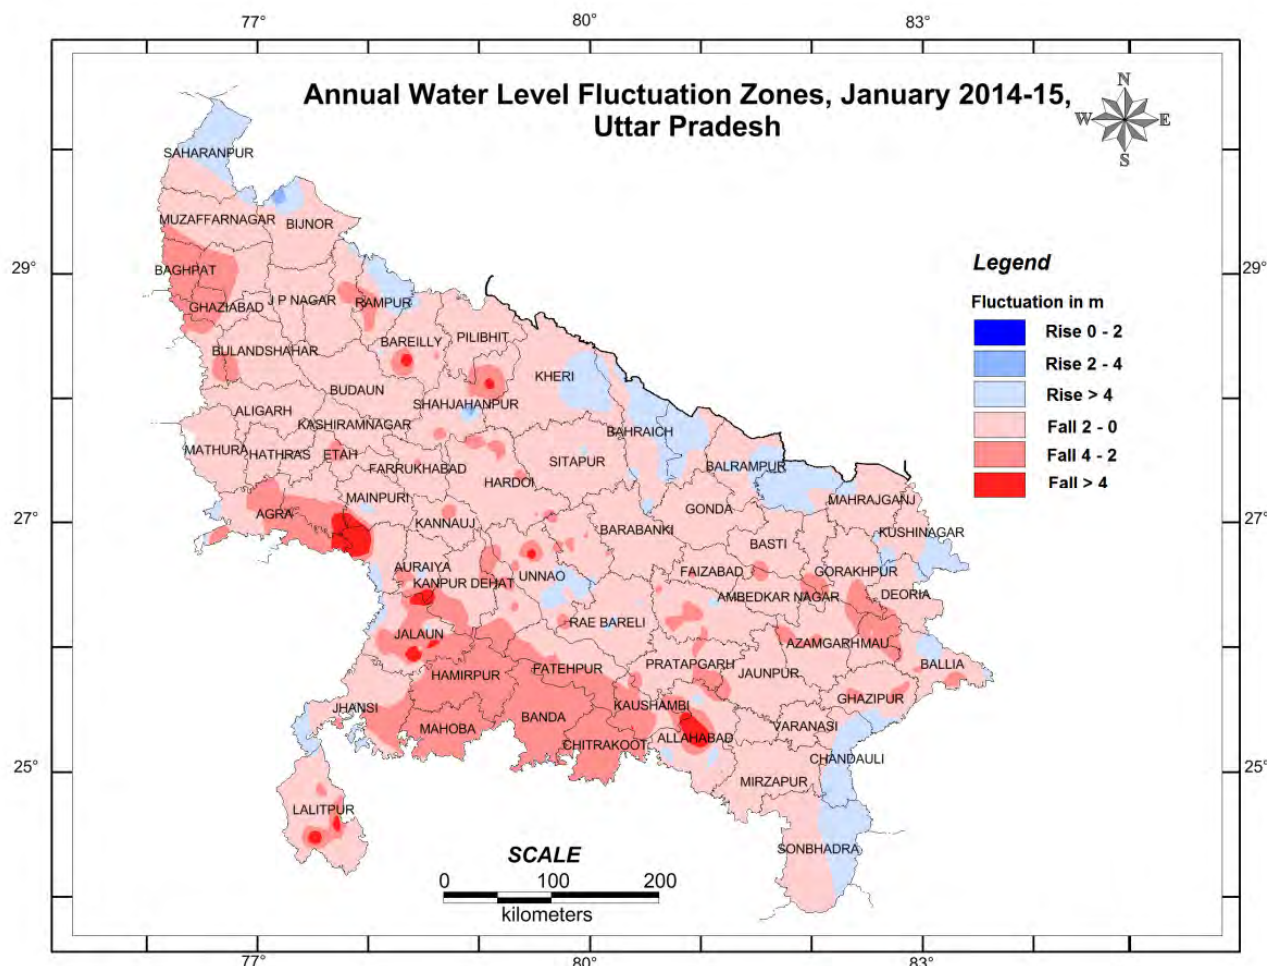 77° 80° 83°
Annual Water Level Fluctuation Zones, January 2014-15,
Uttar Pradesh
N
W E
S
SAHARANPUR
MUZAFFARNAGAR
BIJNOR
29° 29°
BAGHPAT
Legend
J P NAGAR
RAMPUR
GHAZIABAD
Fluctuation in m
Rise 0 - 2
BAREILLY
PILIBHIT
BULANDSHAHAR
Rise 2 - 4
KHERI
BUDAUN
Rise > 4
SHAHJAHANPUR
ALIGARH
KASHIRAMNAGAR
Fall 2 - 0
BAHRAICH
MATHURA
HATHRAS
ETAH
Fall 4 - 2
SITAPUR
BALRAMPUR
FARRUKHABAD
HARDOI
Fall > 4
MAINPURI
MAHRAJGANJ
GONDA
AGRA
KANNAUJ
27° 27°
BARABANKI
KUSHINAGAR
BASTI
AURAIYA
FAIZABAD
GORAKHPUR
UNNAO
KANPUR DEHAT
DEORIA
AMBEDKAR NAGAR
RAE BARELI
JALAUN
AZAMGARH
MAU
PRATAPGARH
BALLIA
FATEHPUR
HAMIRPUR
JAUNPUR
GHAZIPUR
KAUSHAMBI
JHANSI
BANDA
VARANASI
MAHOBA
ALLAHABAD
CHITRAKOOT
CHANDAULI
25° 25°
MIRZAPUR
LALITPUR
SONBHADRA
SCALE
0 100 200
kilometers
77° 80° 83°